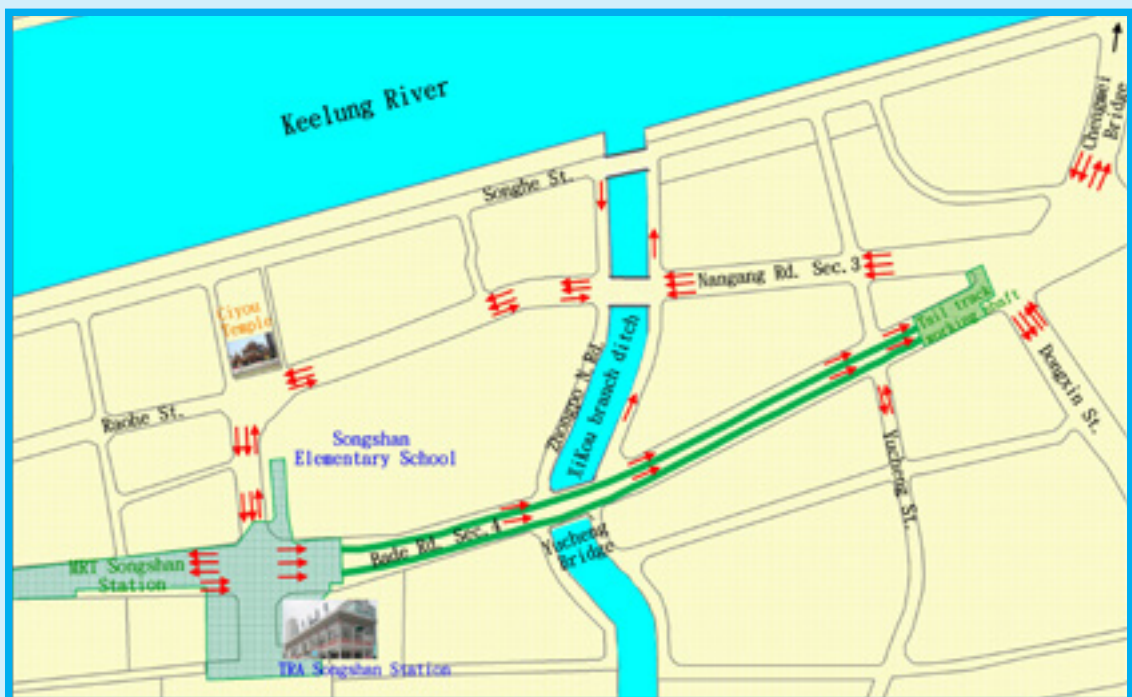 Keelung River
Chengmei
Bridge
Songhe St.
Nangang Rd. Sec.3
Ciyou
Temple
Tail track
working shaft
Raohe St.
Zhongpo N.Rd.
XiKou branch ditch
Dongxin St.
Songshan
Elementary School
Yucheng St.
Bade Rd. Sec.4
Yucheng
Bridge
MRT Songshan
Station
TRA Songshan Station